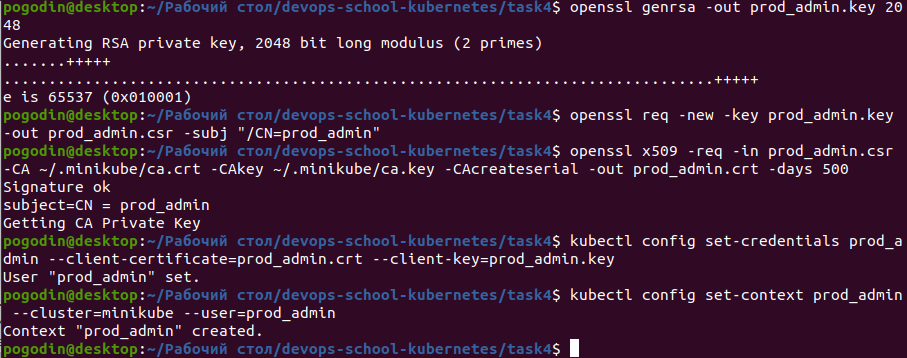 pogodin@desktop:~/Рабочий стол/devops-school-kubernetes/task4$ openssl genrsa -out prod_admin.key 20
48
Generating RSA private key, 2048 bit long modulus (2 primes)
.......+++++
...............................................................................+++++
e is 65537 (0x010001)
pogodin@desktop:~/Рабочий стол/devops-school-kubernetes/task4$ openssl req -new -key prod_admin.key
-out prod_admin.csr -subj "/CN=prod_admin"
pogodin@desktop:~/Рабочий стол/devops-school-kubernetes/task4$ openssl x509 -req -in prod_admin.csr
-CA ~/.minikube/ca.crt -CAkey ~/.minikube/ca.key -CAcreateserial -out prod_admin.crt -days 500
Signature ok
subject=CN = prod_admin
Getting CA Private Key
pogodin@desktop:~/Рабочий стол/devops-school-kubernetes/task4$ kubectl config set-credentials prod_a
dmin --client-certificate=prod_admin.crt --client-key=prod_admin.key
User "prod_admin" set.
pogodin@desktop:~/Рабочий стол/devops-school-kubernetes/task4$ kubectl config set-context prod_admin
--cluster=minikube --user=prod_admin
Context "prod_admin" created.
pogodin@desktop:~/Рабочий стол/devops-school-kubernetes/task4$